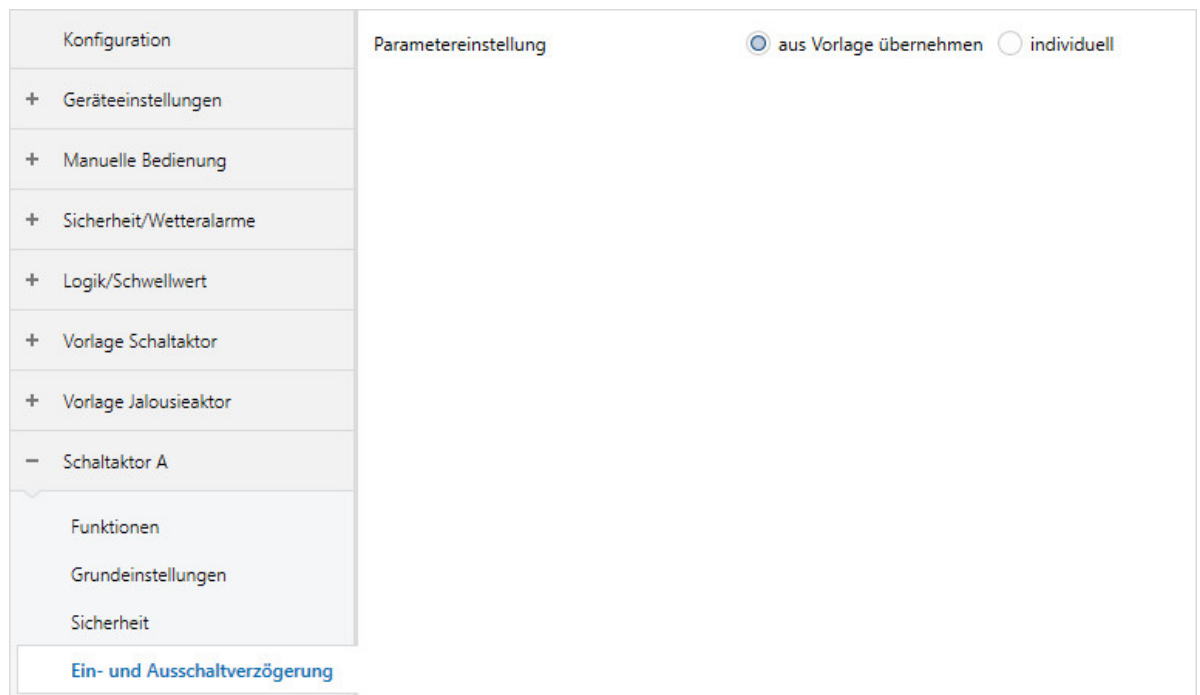 Konfiguration
+ Geräteeinstellungen
+ Manuelle Bedienung
+ Sicherheit/Wetteralarme
+ Logik/Schwellwert
+ Vorlage Schaltaktor
+ Vorlage Jalousieaktor
− Schaltaktor A
Funktionen
Grundeinstellungen
Sicherheit
Ein- und Ausschaltverzögerung
Parametereinstellung aus Vorlage übernehmen individuell